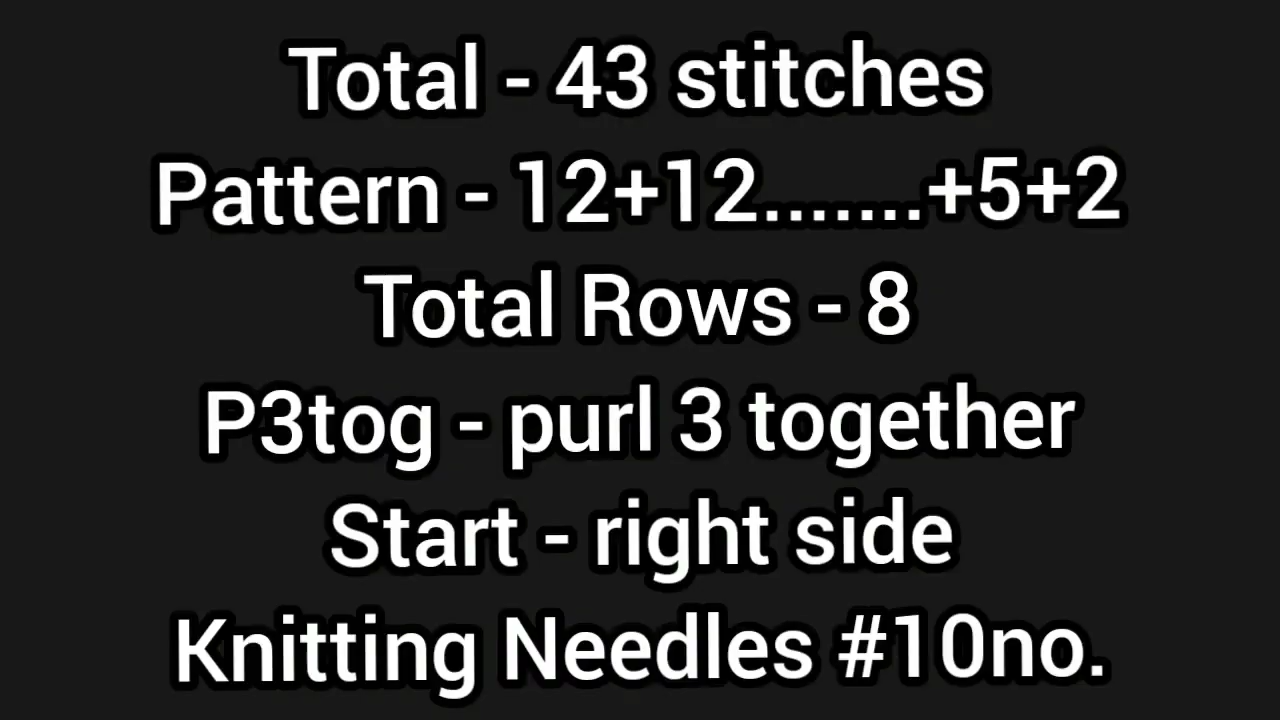 Total - 43 stitches
Pattern - 12+12.......+5+2
Total Rows - 8
P3tog - purl 3 together
Start - right side
Knitting Needles #10no.